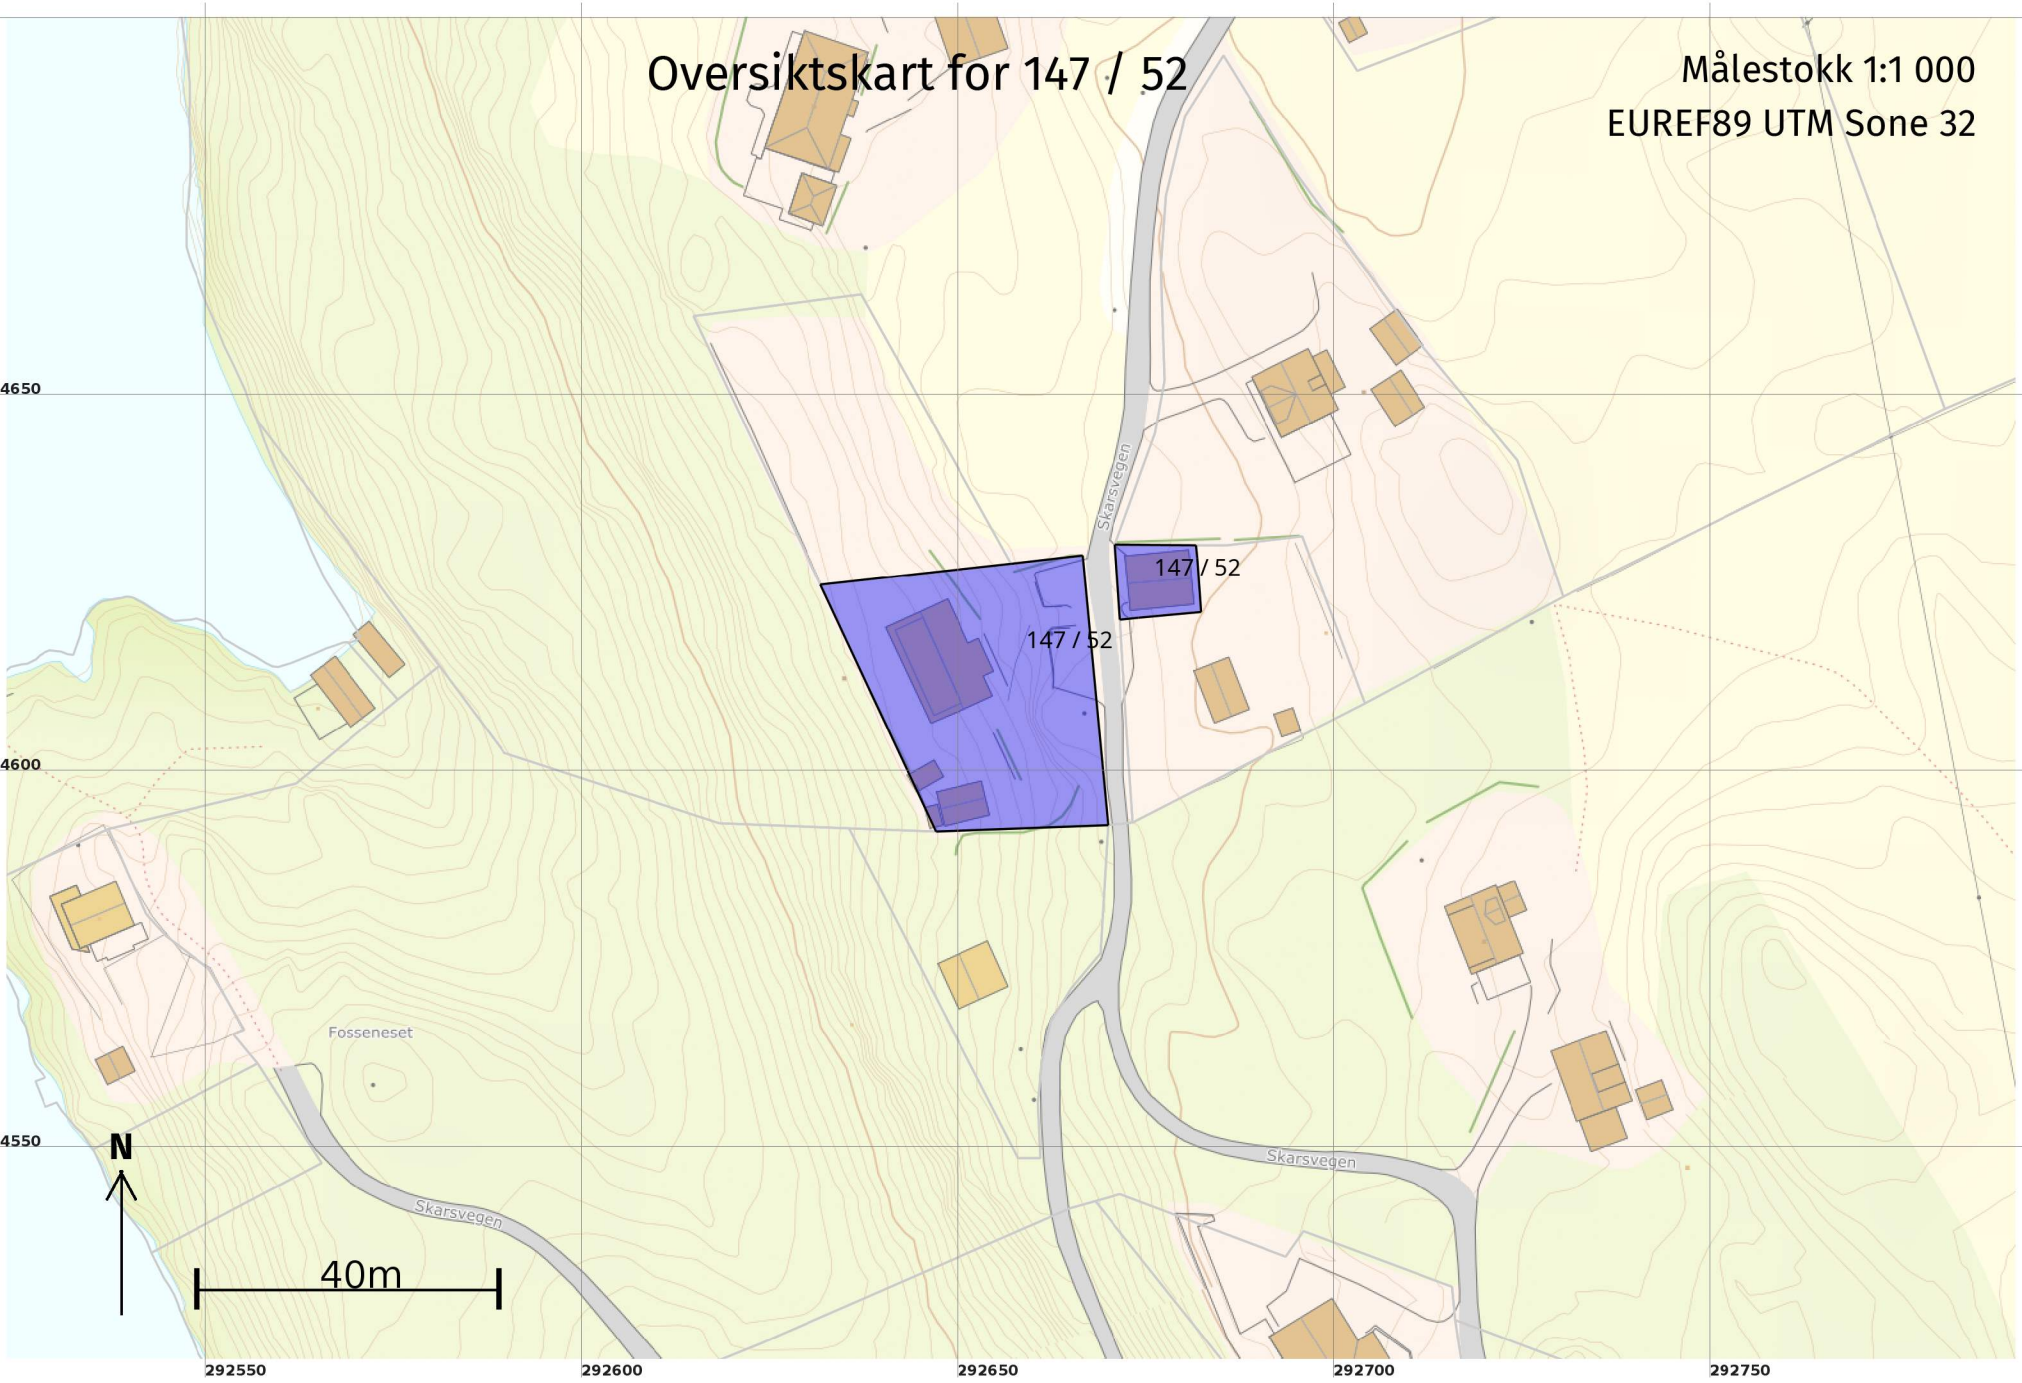 Oversiktskart for 147 / 52
Målestokk 1:1 000
EUREF89 UTM Sone 32
4650
Skarsvegen
147 / 52
147 / 52
4600
Fosseneset
4550
N
Skarsvegen
Skarsvegen
40m
292550
292600
292650
292700
292750